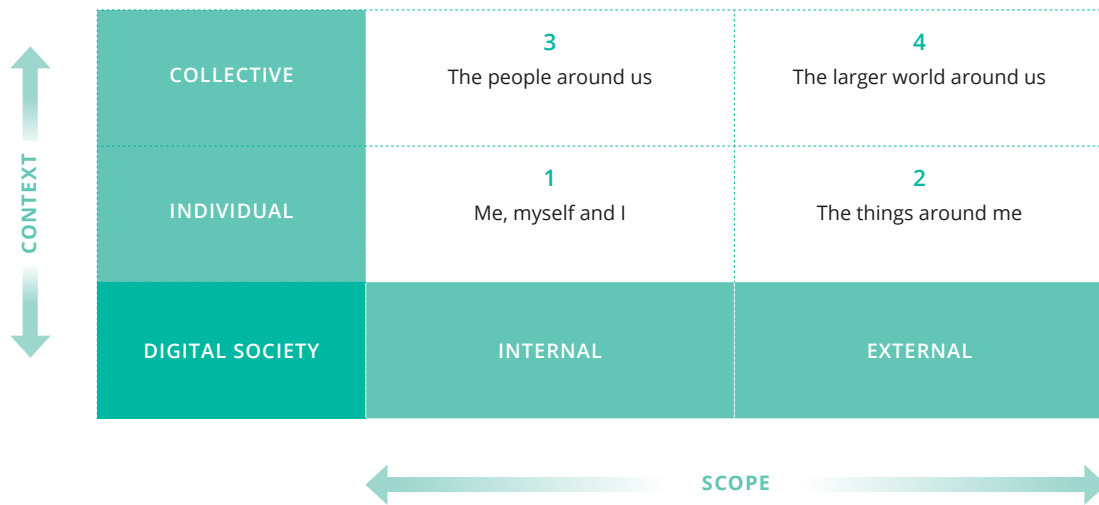 3
4
COLLECTIVE
The people around us
The larger world around us
CONTEXT
1
2
INDIVIDUAL
Me, myself and I
The things around me
DIGITAL SOCIETY
INTERNAL
EXTERNAL
SCOPE